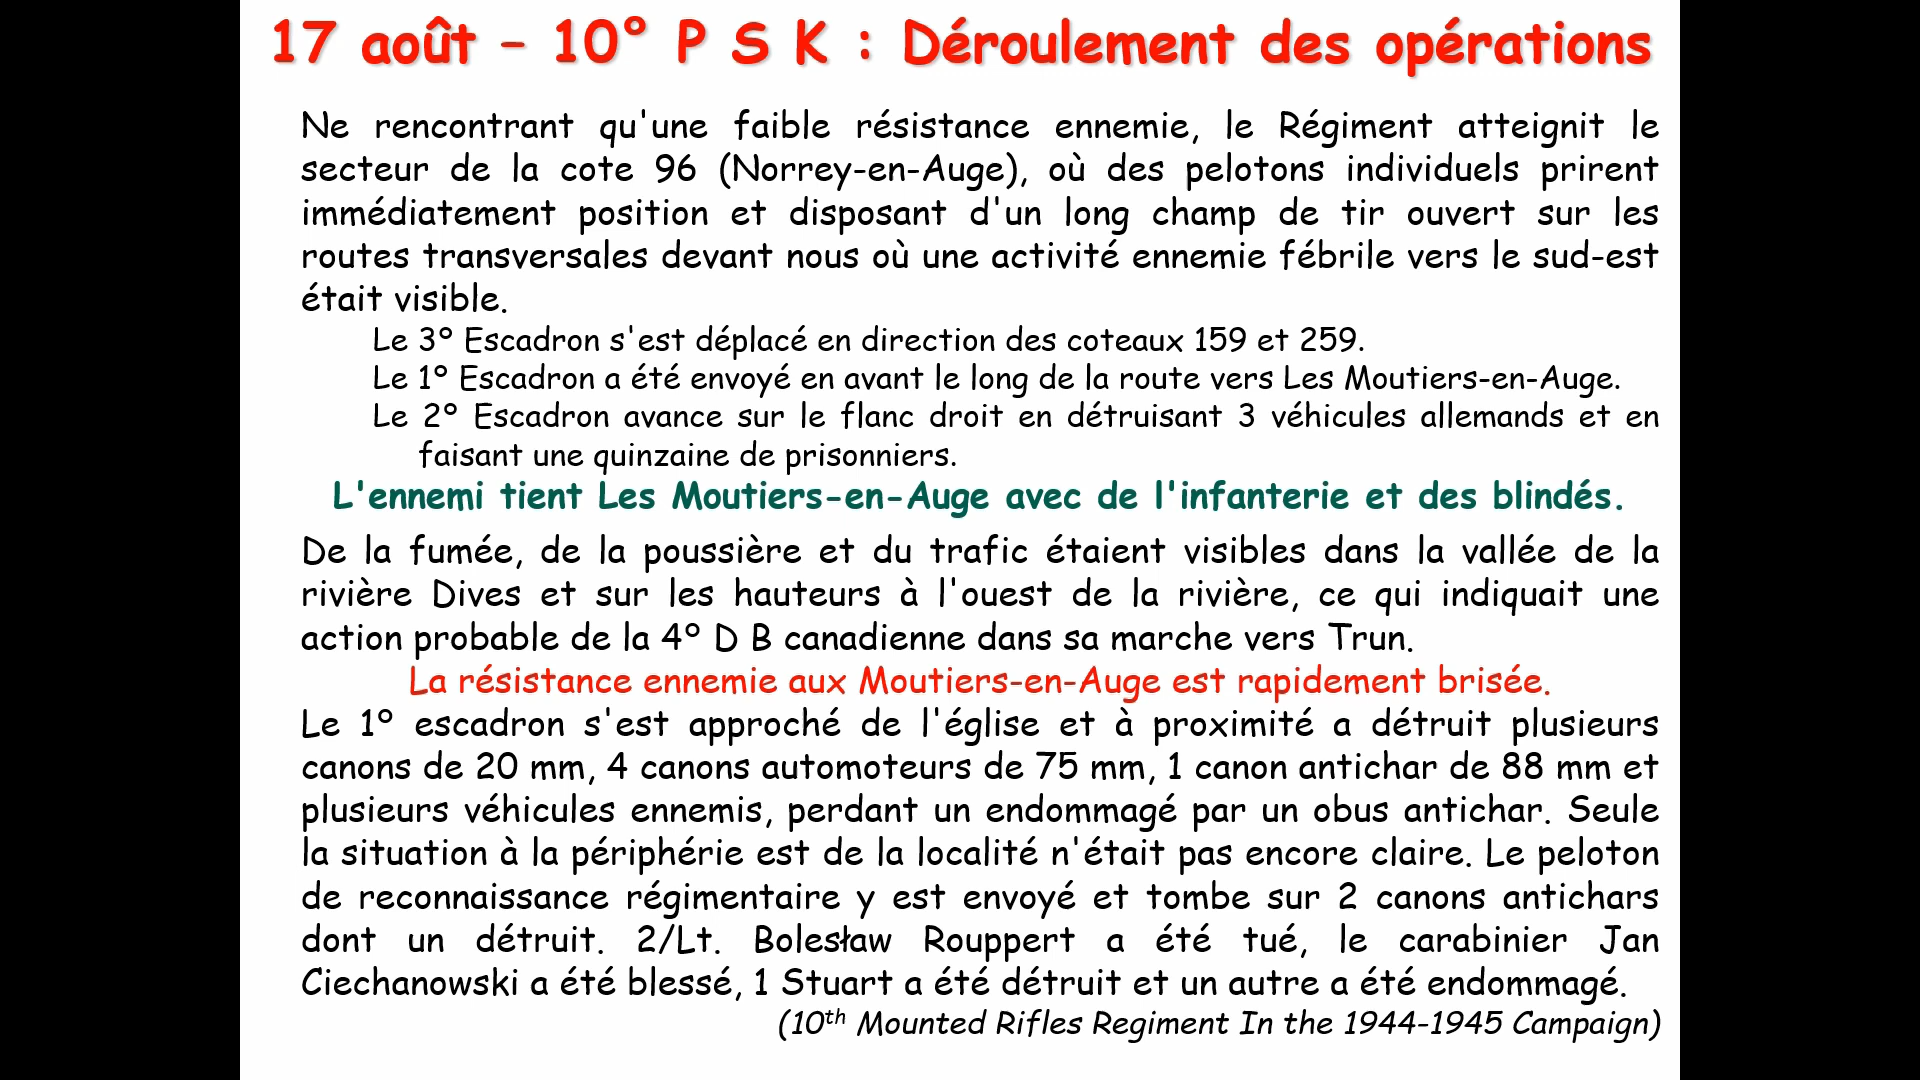 17 août – 10° P S K : Déroulement des opérations
Ne rencontrant qu'une faible résistance ennemie, le Régiment atteignit le
secteur de la cote 96 (Norrey-en-Auge), où des pelotons individuels prirent
immédiatement position et disposant d'un long champ de tir ouvert sur les
routes transversales devant nous où une activité ennemie fébrile vers le sud-est
était visible.
Le 3° Escadron s'est déplacé en direction des coteaux 159 et 259.
Le 1° Escadron a été envoyé en avant le long de la route vers Les Moutiers-en-Auge.
Le 2° Escadron avance sur le flanc droit en détruisant 3 véhicules allemands et en
faisant une quinzaine de prisonniers.
L'ennemi tient Les Moutiers-en-Auge avec de l'infanterie et des blindés.
De la fumée, de la poussière et du trafic étaient visibles dans la vallée de la
rivière Dives et sur les hauteurs à l'ouest de la rivière, ce qui indiquait une
action probable de la 4° D B canadienne dans sa marche vers Trun.
La résistance ennemie aux Moutiers-en-Auge est rapidement brisée.
Le 1° escadron s'est approché de l'église et à proximité a détruit plusieurs
canons de 20 mm, 4 canons automoteurs de 75 mm, 1 canon antichar de 88 mm et
plusieurs véhicules ennemis, perdant un endommagé par un obus antichar. Seule
la situation à la périphérie est de la localité n'était pas encore claire. Le peloton
de reconnaissance régimentaire y est envoyé et tombe sur 2 canons antichars
dont un détruit. 2/Lt. Bolesław Rouppert a été tué, le carabinier Jan
Ciechanowski a été blessé, 1 Stuart a été détruit et un autre a été endommagé.
(10th Mounted Rifles Regiment In the 1944-1945 Campaign)